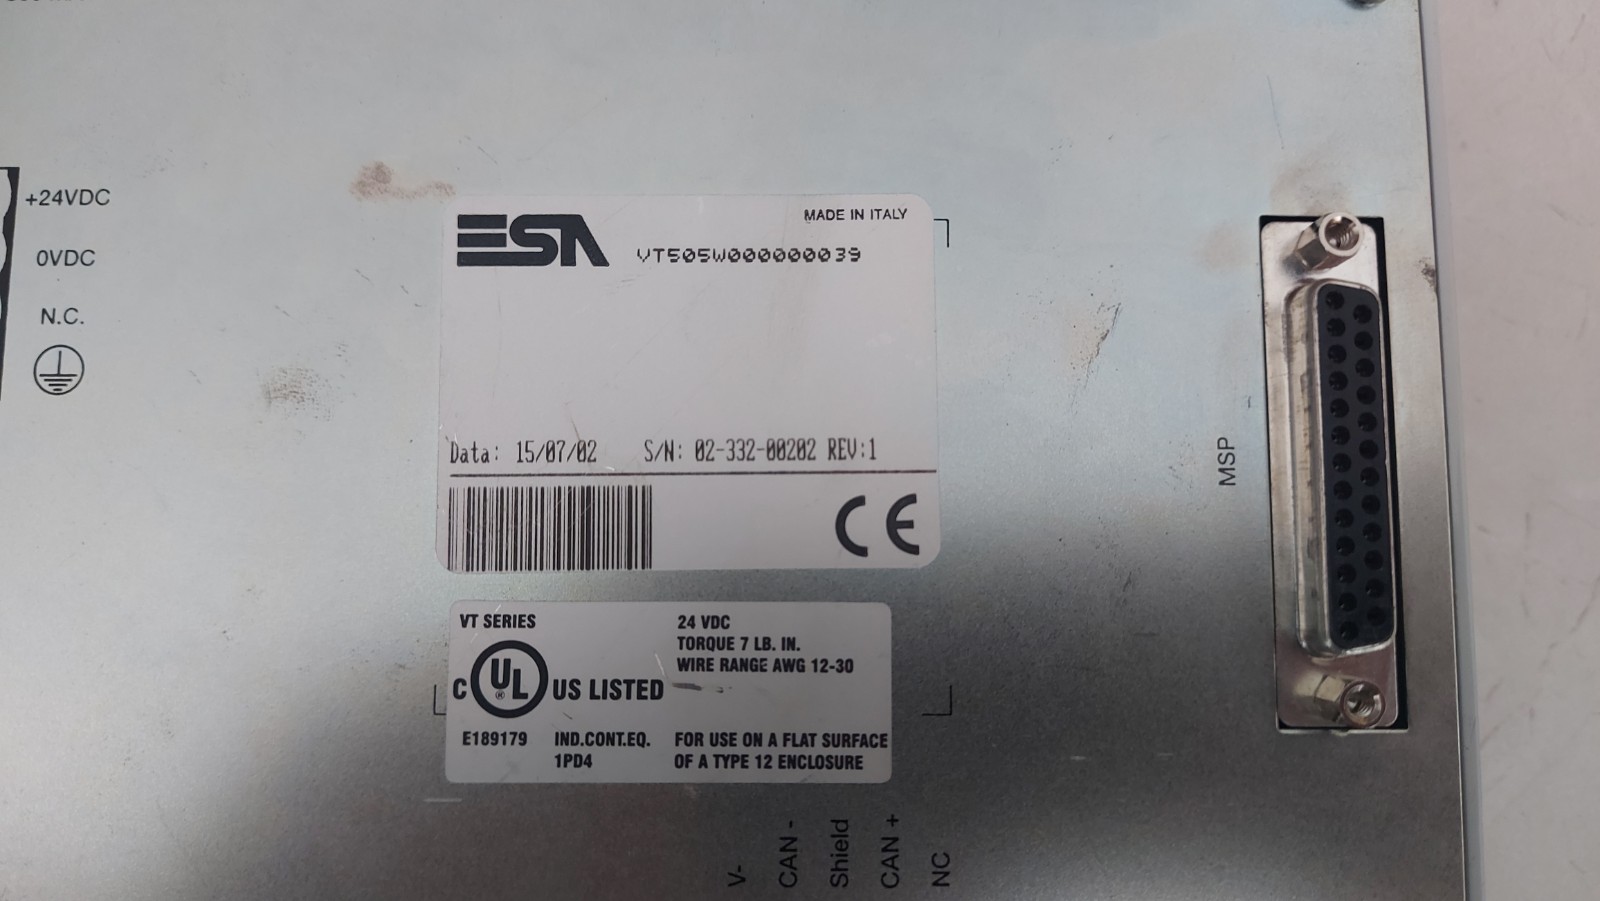 +24VDC
0VDC
N.C.
ESA
MADE IN ITALY
VT505W000000039
Data: 15/07/02 S/N: 02-332-00202 REV:1
CE
VT SERIES
24 VDC
TORQUE 7 LB. IN.
WIRE RANGE AWG 12-30
C UL ® US LISTED
E189179
IND.CONT.EQ.
1PD4
FOR USE ON A FLAT SURFACE
OF A TYPE 12 ENCLOSURE
MSP
V-
CAN -
Shield
CAN +
NC